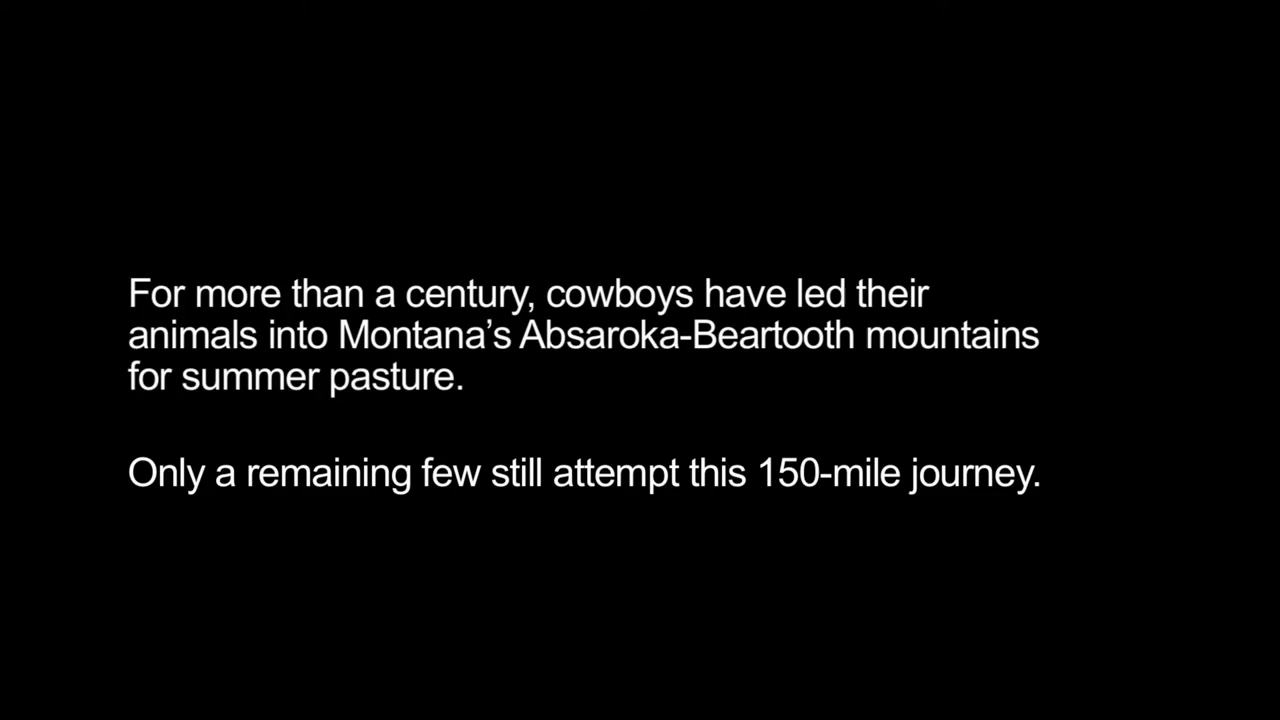 For more than a century, cowboys have led their
animals into Montana’s Absaroka-Beartooth mountains
for summer pasture.
Only a remaining few still attempt this 150-mile journey.